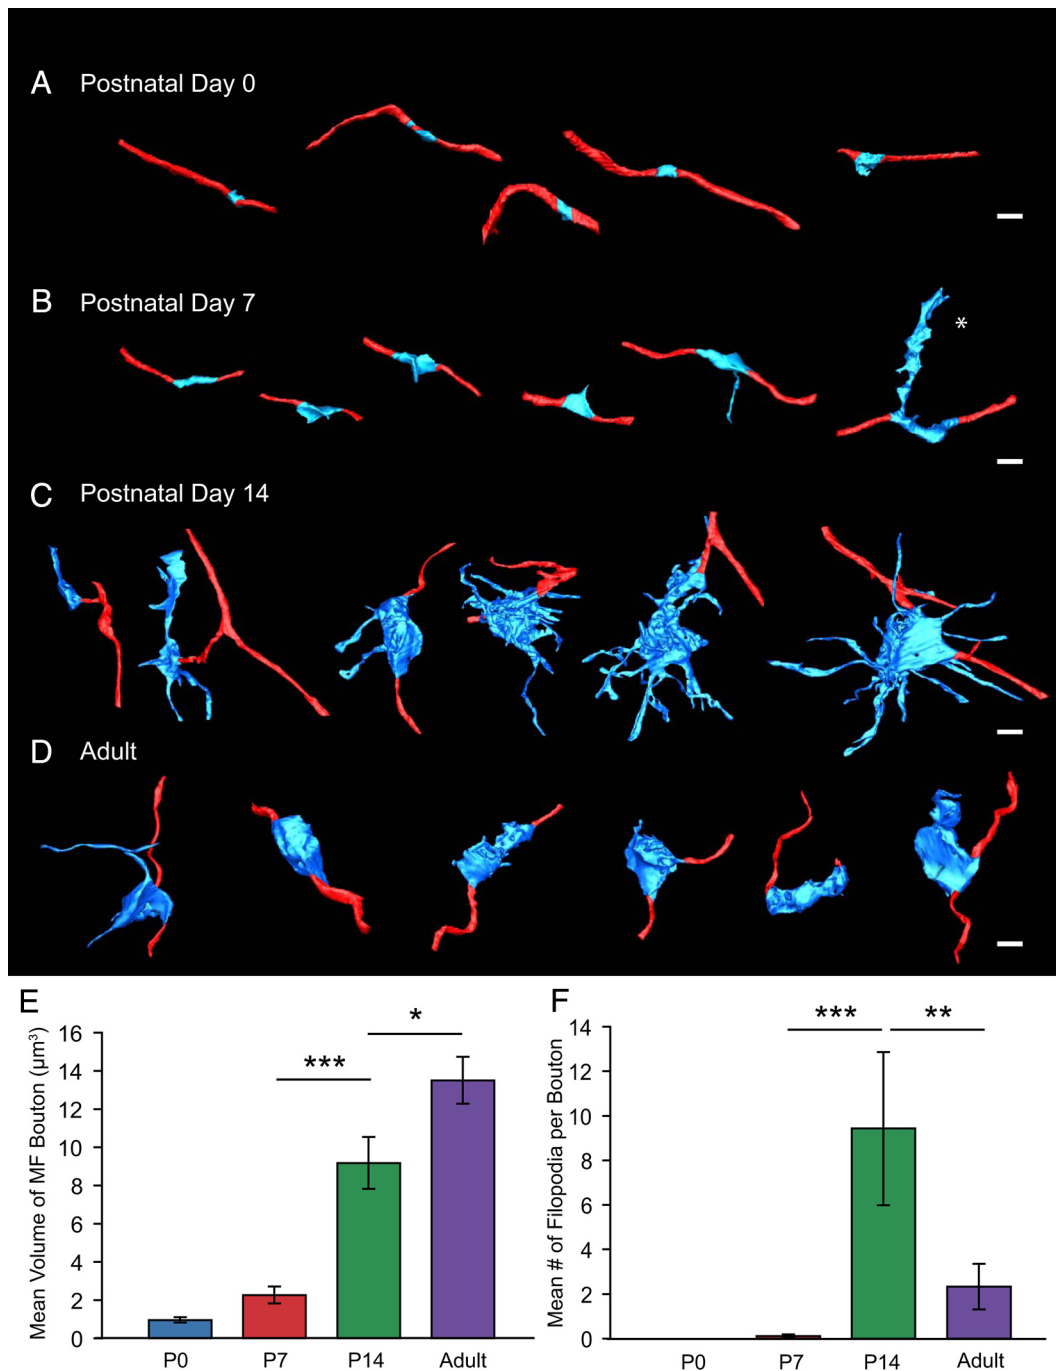 A Postnatal Day 0
B Postnatal Day 7
*
C Postnatal Day 14
D Adult
E
Mean Volume of MF Bouton (µm³)
16
14
12
10
8
6
4
2
0
***
*
P0 P7 P14 Adult
F
Mean # of Filopodia per Bouton
14
12
10
8
6
4
2
0
***
**
P0 P7 P14 Adult